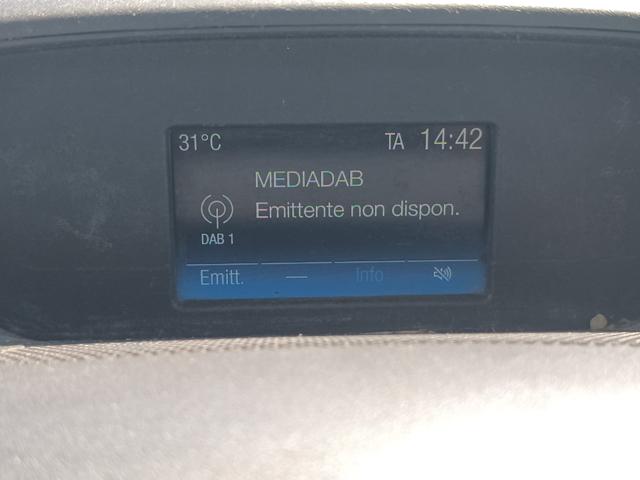 31°C TA 14:42
MEDIADAB
Emittente non dispon.
DAB 1
Emitt. — Info